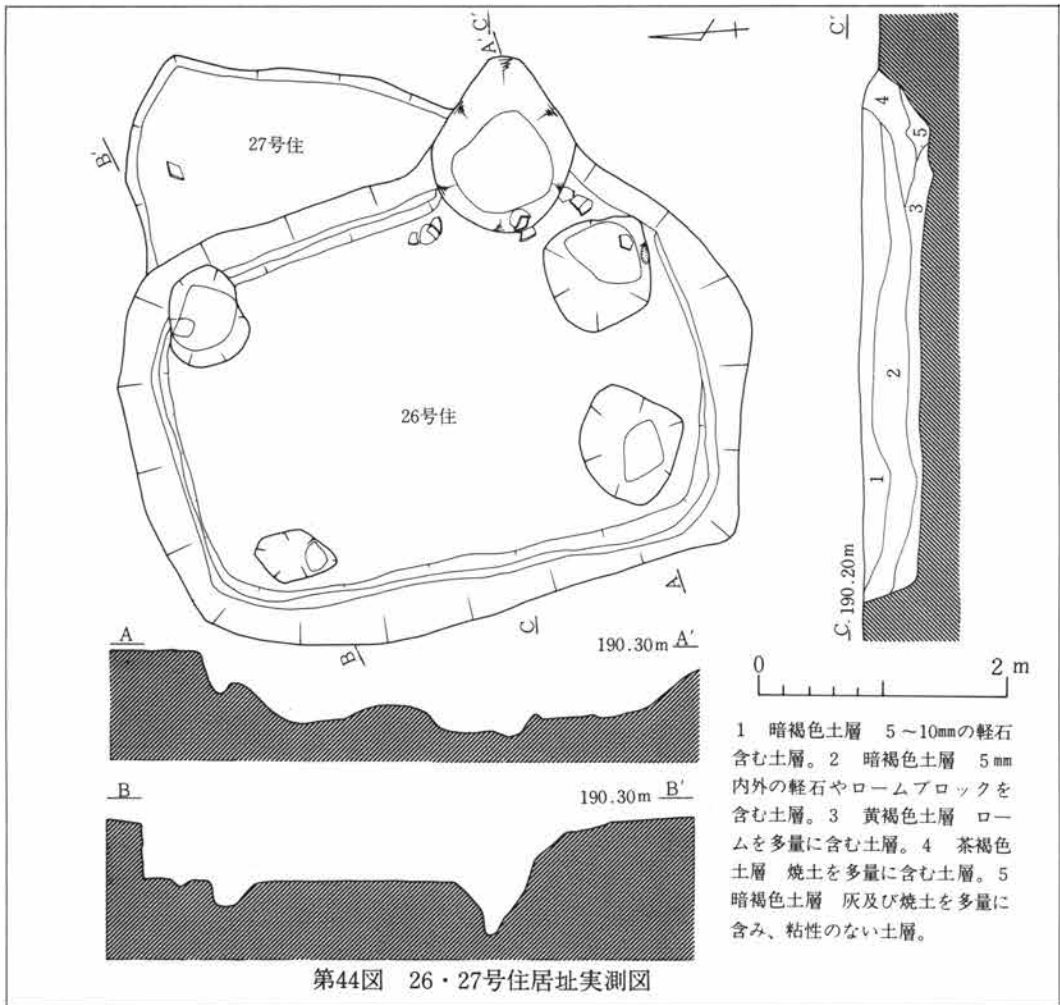 A' C'
27号住
B'
26号住
A
C
B
C'
4
5
3
2
1
C 190.20m
A 190.30m A'
B 190.30m B'
0 2 m
1 暗褐色土層 5～10㎜の軽石
含む土層。2 暗褐色土層 5㎜
内外の軽石やロームブロックを
含む土層。3 黄褐色土層 ロー
ムを多量に含む土層。4 茶褐色
土層 焼土を多量に含む土層。5
暗褐色土層 灰及び焼土を多量に
含み、粘性のない土層。
第44図 26・27号住居址実測図